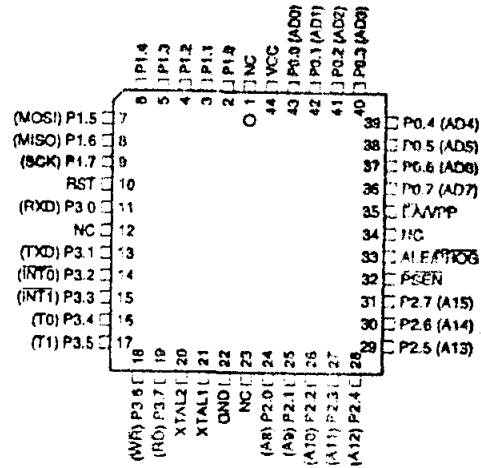 P1.4
P1.3
P1.2
P1.1
P1.0
NC
VCC
P0.0 (AD0)
P0.1 (AD1)
P0.2 (AD2)
P0.3 (AD3)
6
5
4
3
2
1
44
43
42
41
40
(MOSI) P1.5 7
(MISO) P1.6 8
(SCK) P1.7 9
RST 10
(RXD) P3.0 11
NC 12
(TXD) P3.1 13
(INT0) P3.2 14
(INT1) P3.3 15
(T0) P3.4 16
(T1) P3.5 17
39 P0.4 (AD4)
38 P0.5 (AD5)
37 P0.6 (AD6)
36 P0.7 (AD7)
35 EA/VPP
34 NC
33 ALE/PROG
32 PSEN
31 P2.7 (A15)
30 P2.6 (A14)
29 P2.5 (A13)
18
19
20
21
22
23
24
25
26
27
28
(WR) P3.6
(RD) P3.7
XTAL2
XTAL1
GND
NC
(A8) P2.0
(A9) P2.1
(A10) P2.2
(A11) P2.3
(A12) P2.4